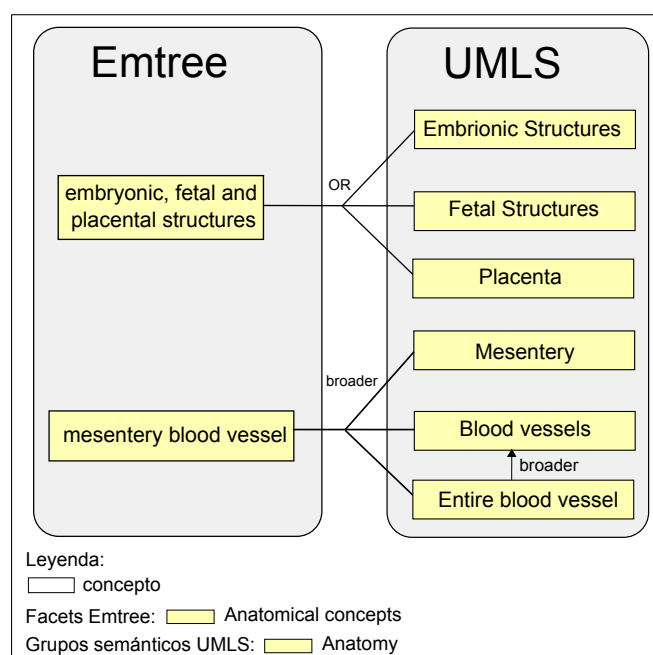 Emtree
UMLS
Embrionic Structures
OR
embryonic, fetal and
placental structures
Fetal Structures
Placenta
Mesentery
broader
mesentery blood vessel
Blood vessels
broader
Entire blood vessel
Leyenda:
concepto
Facets Emtree: Anatomical concepts
Grupos semánticos UMLS: Anatomy